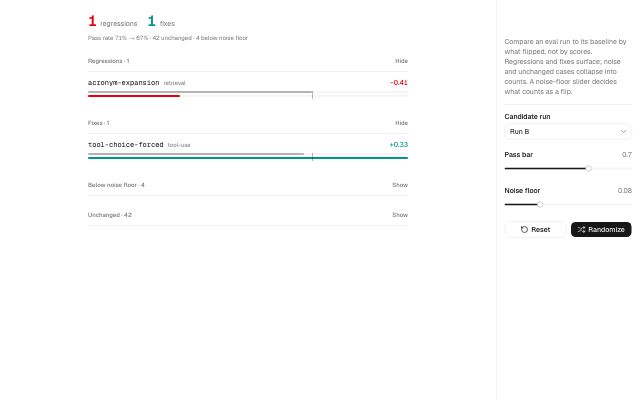 1 regressions 1 fixes
Pass rate 71% → 67% · 42 unchanged · 4 below noise floor
Regressions · 1 Hide
acronym-expansion retrieval −0.41
Fixes · 1 Hide
tool-choice-forced tool-use +0.33
Below noise floor · 4 Show
Unchanged · 42 Show
Compare an eval run to its baseline by
what flipped, not by scores.
Regressions and fixes surface; noise
and unchanged cases collapse into
counts. A noise-floor slider decides
what counts as a flip.
Candidate run
Run B
Pass bar 0.7
Noise floor 0.08
Reset Randomize